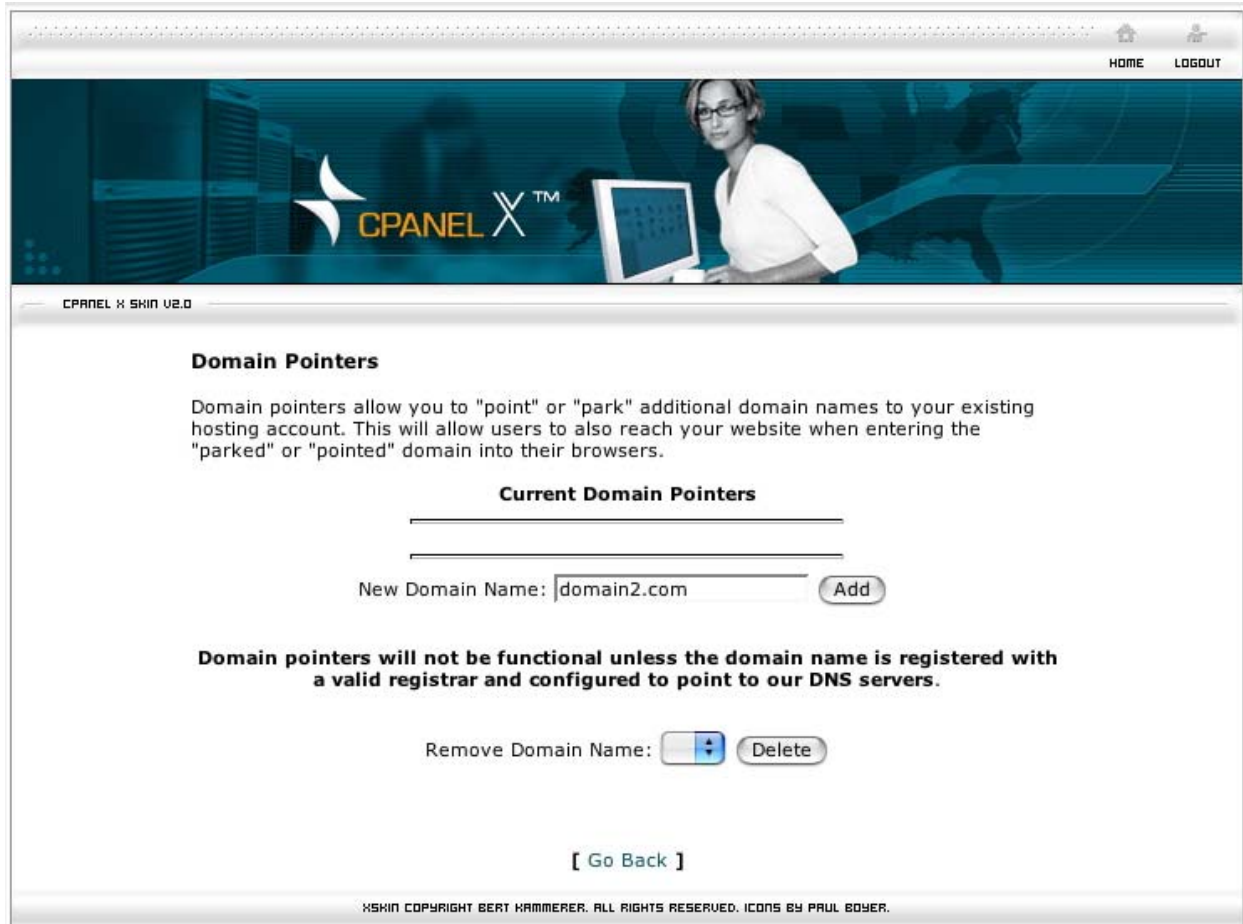 HOME LOGOUT
CPANEL X ™
CPANEL X SKIN V2.0
Domain Pointers
Domain pointers allow you to "point" or "park" additional domain names to your existing
hosting account. This will allow users to also reach your website when entering the
"parked" or "pointed" domain into their browsers.
Current Domain Pointers
New Domain Name: domain2.com Add
Domain pointers will not be functional unless the domain name is registered with
a valid registrar and configured to point to our DNS servers.
Remove Domain Name: Delete
[ Go Back ]
XSKIN COPYRIGHT BERT KAMMERER. ALL RIGHTS RESERVED. ICONS BY PAUL BOYER.